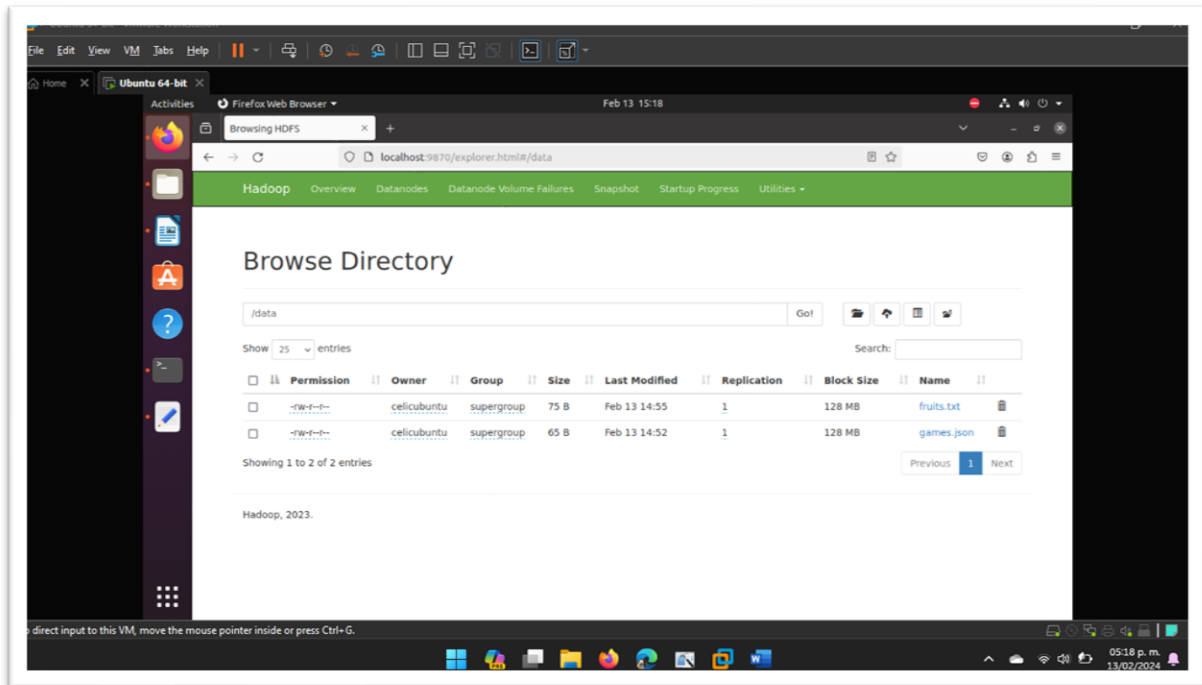 File Edit View VM Tabs Help
Home Ubuntu 64-bit
Activities Firefox Web Browser Feb 13 15:18
Browsing HDFS
localhost:9870/explorer.html#/data
Hadoop Overview Datanodes Datanode Volume Failures Snapshot Startup Progress Utilities
Browse Directory
/data Go!
Show 25 entries Search:
Permission Owner Group Size Last Modified Replication Block Size Name
-rw-r--r-- celicubuntu supergroup 75 B Feb 13 14:55 1 128 MB fruits.txt
-rw-r--r-- celicubuntu supergroup 65 B Feb 13 14:52 1 128 MB games.json
Showing 1 to 2 of 2 entries Previous 1 Next
Hadoop, 2023.
direct input to this VM, move the mouse pointer inside or press Ctrl+G.
05:18 p. m.
13/02/2024